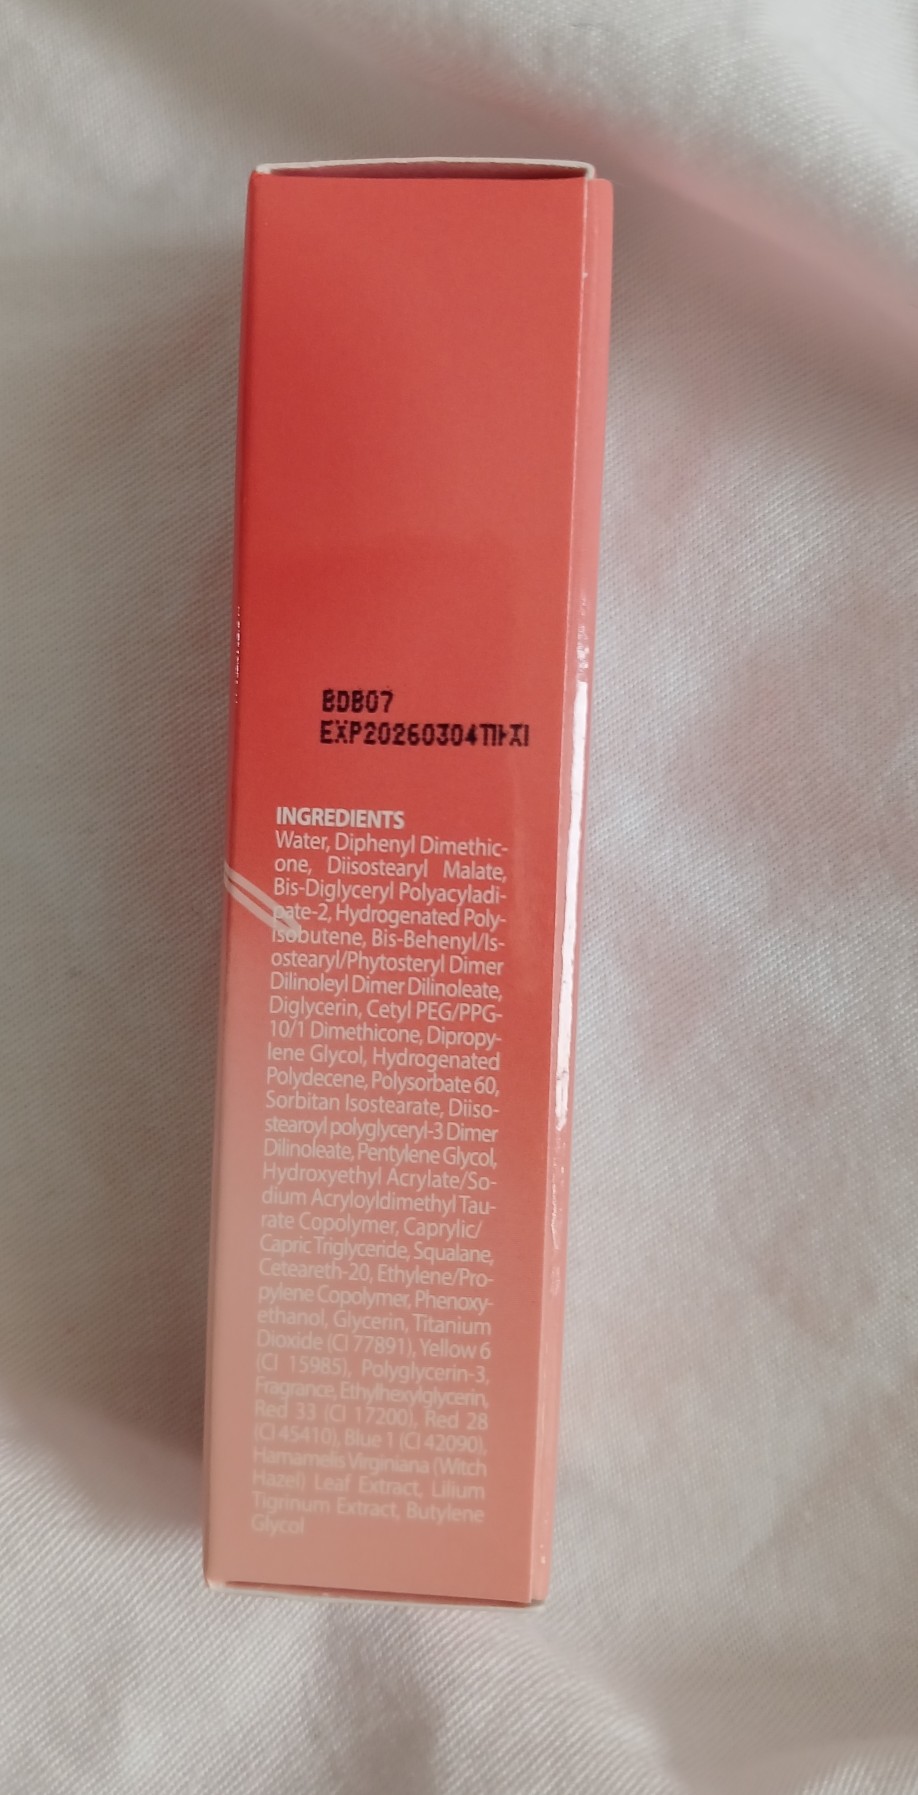 BDB07
EXP20260304까지
INGREDIENTS
Water, Diphenyl Dimethic-
one, Diisostearyl Malate,
Bis-Diglyceryl Polyacyladi-
pate-2, Hydrogenated Poly-
isobutene, Bis-Behenyl/Is-
ostearyl/Phytosteryl Dimer
Dilinoleyl Dimer Dilinoleate,
Diglycerin, Cetyl PEG/PPG-
10/1 Dimethicone, Dipropy-
lene Glycol, Hydrogenated
Polydecene, Polysorbate 60,
Sorbitan Isostearate, Diiso-
stearoyl polyglyceryl-3 Dimer
Dilinoleate, Pentylene Glycol,
Hydroxyethyl Acrylate/So-
dium Acryloyldimethyl Tau-
rate Copolymer, Caprylic/
Capric Triglyceride, Squalane,
Ceteareth-20, Ethylene/Pro-
pylene Copolymer, Phenoxy-
ethanol, Glycerin, Titanium
Dioxide (CI 77891), Yellow 6
(CI 15985), Polyglycerin-3,
Fragrance, Ethylhexylglycerin,
Red 33 (CI 17200), Red 28
(CI 45410), Blue 1 (CI 42090),
Hamamelis Virginiana (Witch
Hazel) Leaf Extract, Lilium
Tigrinum Extract, Butylene
Glycol